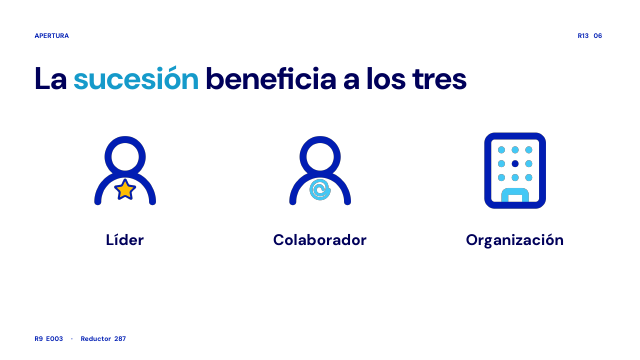 APERTURA
R13 06
La sucesión beneficia a los tres
Líder
Colaborador
Organización
R9 E003 · Reductor 287